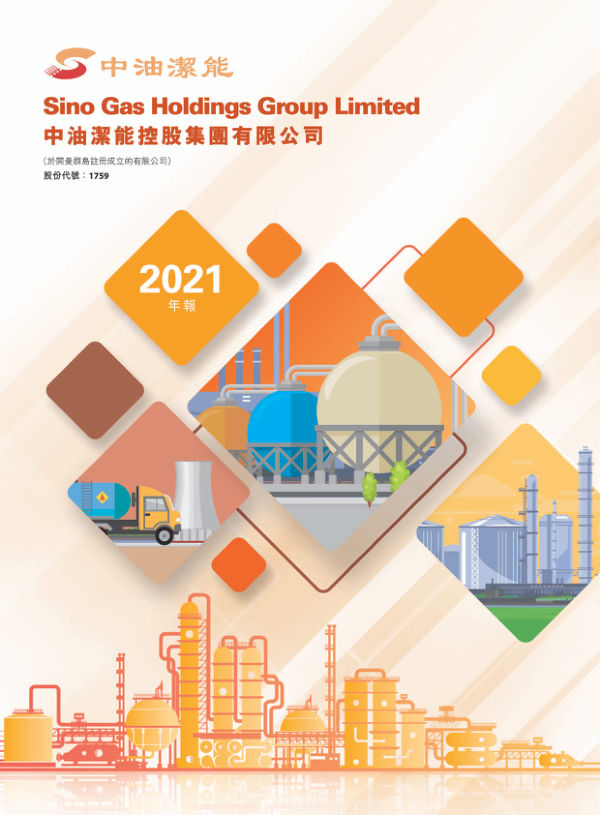 中油潔能
Sino Gas Holdings Group Limited
中油潔能控股集團有限公司
（於開曼群島註冊成立的有限公司）
股份代號：1759
2021
年報